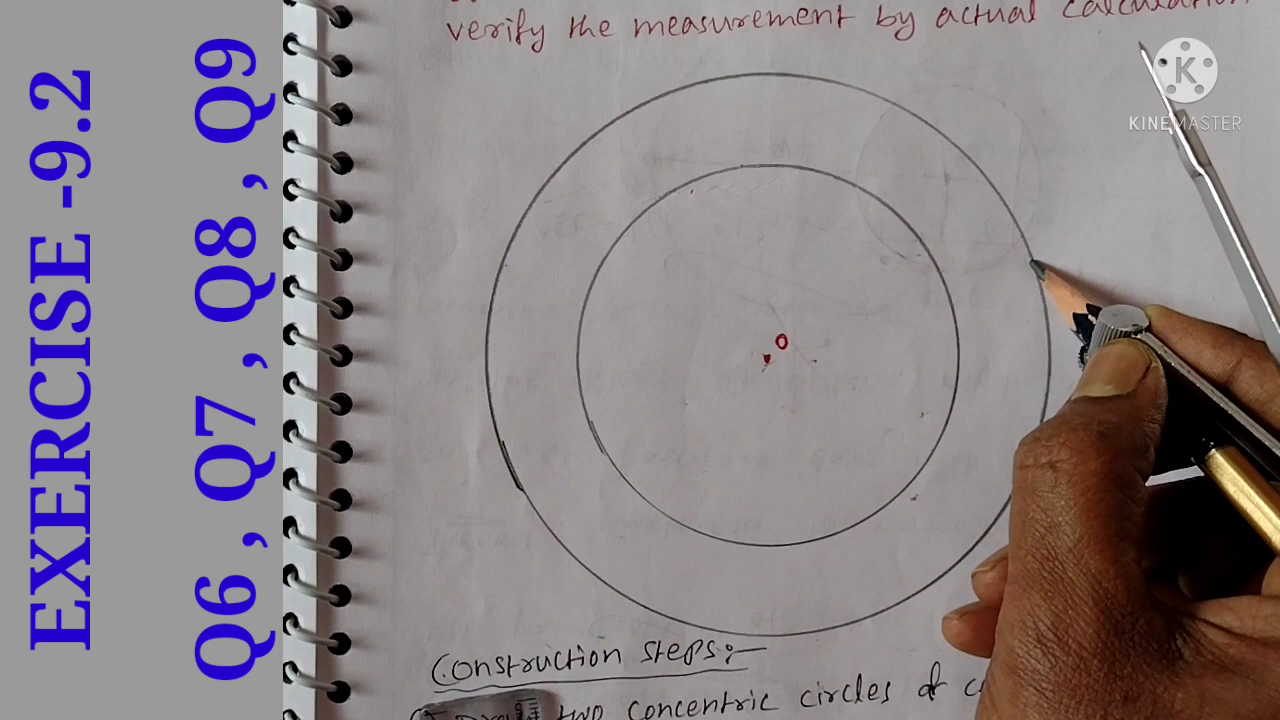 EXERCISE -9.2
Q6 , Q7 , Q8 , Q9
verify the measurement by actual calculation
K
KINEMASTER
O
Construction steps:-
two concentric circles of